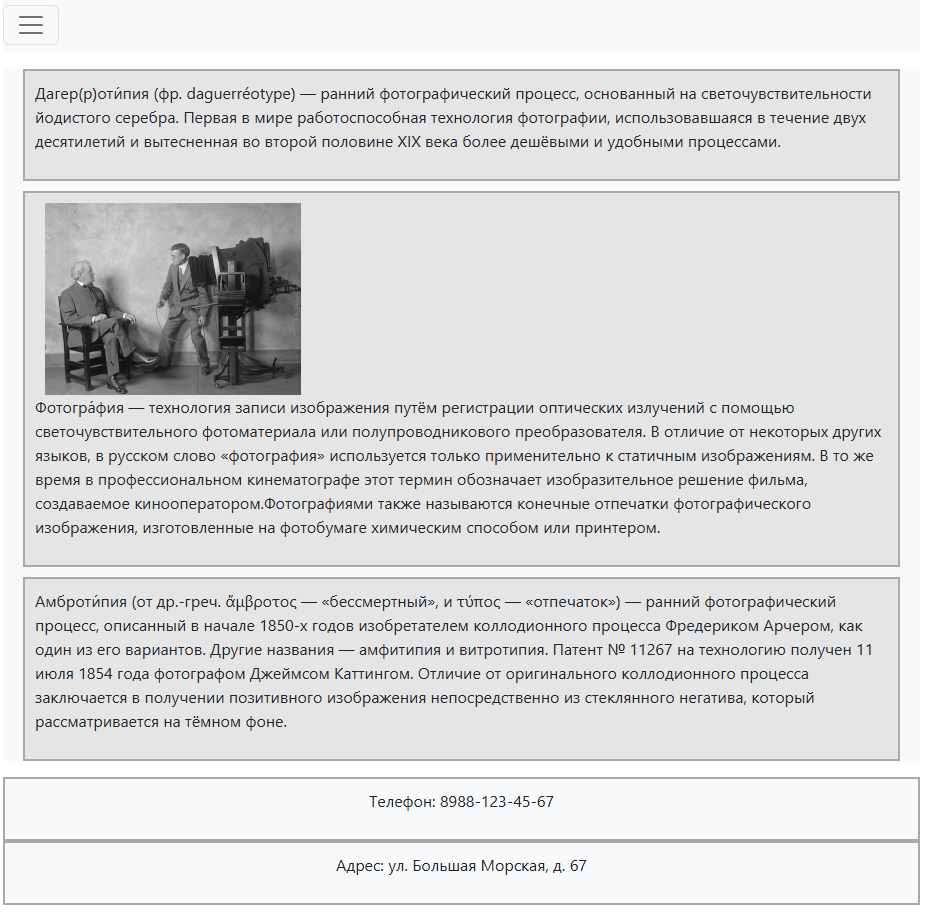 Дагер(р)оти́пия (фр. daguerréotype) — ранний фотографический процесс, основанный на светочувствительности
йодистого серебра. Первая в мире работоспособная технология фотографии, использовавшаяся в течение двух
десятилетий и вытесненная во второй половине XIX века более дешёвыми и удобными процессами.
Фотогра́фия — технология записи изображения путём регистрации оптических излучений с помощью
светочувствительного фотоматериала или полупроводникового преобразователя. В отличие от некоторых других
языков, в русском слово «фотография» используется только применительно к статичным изображениям. В то же
время в профессиональном кинематографе этот термин обозначает изобразительное решение фильма,
создаваемое кинооператором.Фотографиями также называются конечные отпечатки фотографического
изображения, изготовленные на фотобумаге химическим способом или принтером.
Амброти́пия (от др.-греч. ἄμβροτος — «бессмертный», и τύπος — «отпечаток») — ранний фотографический
процесс, описанный в начале 1850-х годов изобретателем коллодионного процесса Фредериком Арчером, как
один из его вариантов. Другие названия — амфитипия и витротипия. Патент № 11267 на технологию получен 11
июля 1854 года фотографом Джеймсом Каттингом. Отличие от оригинального коллодионного процесса
заключается в получении позитивного изображения непосредственно из стеклянного негатива, который
рассматривается на тёмном фоне.
Телефон: 8988-123-45-67
Адрес: ул. Большая Морская, д. 67